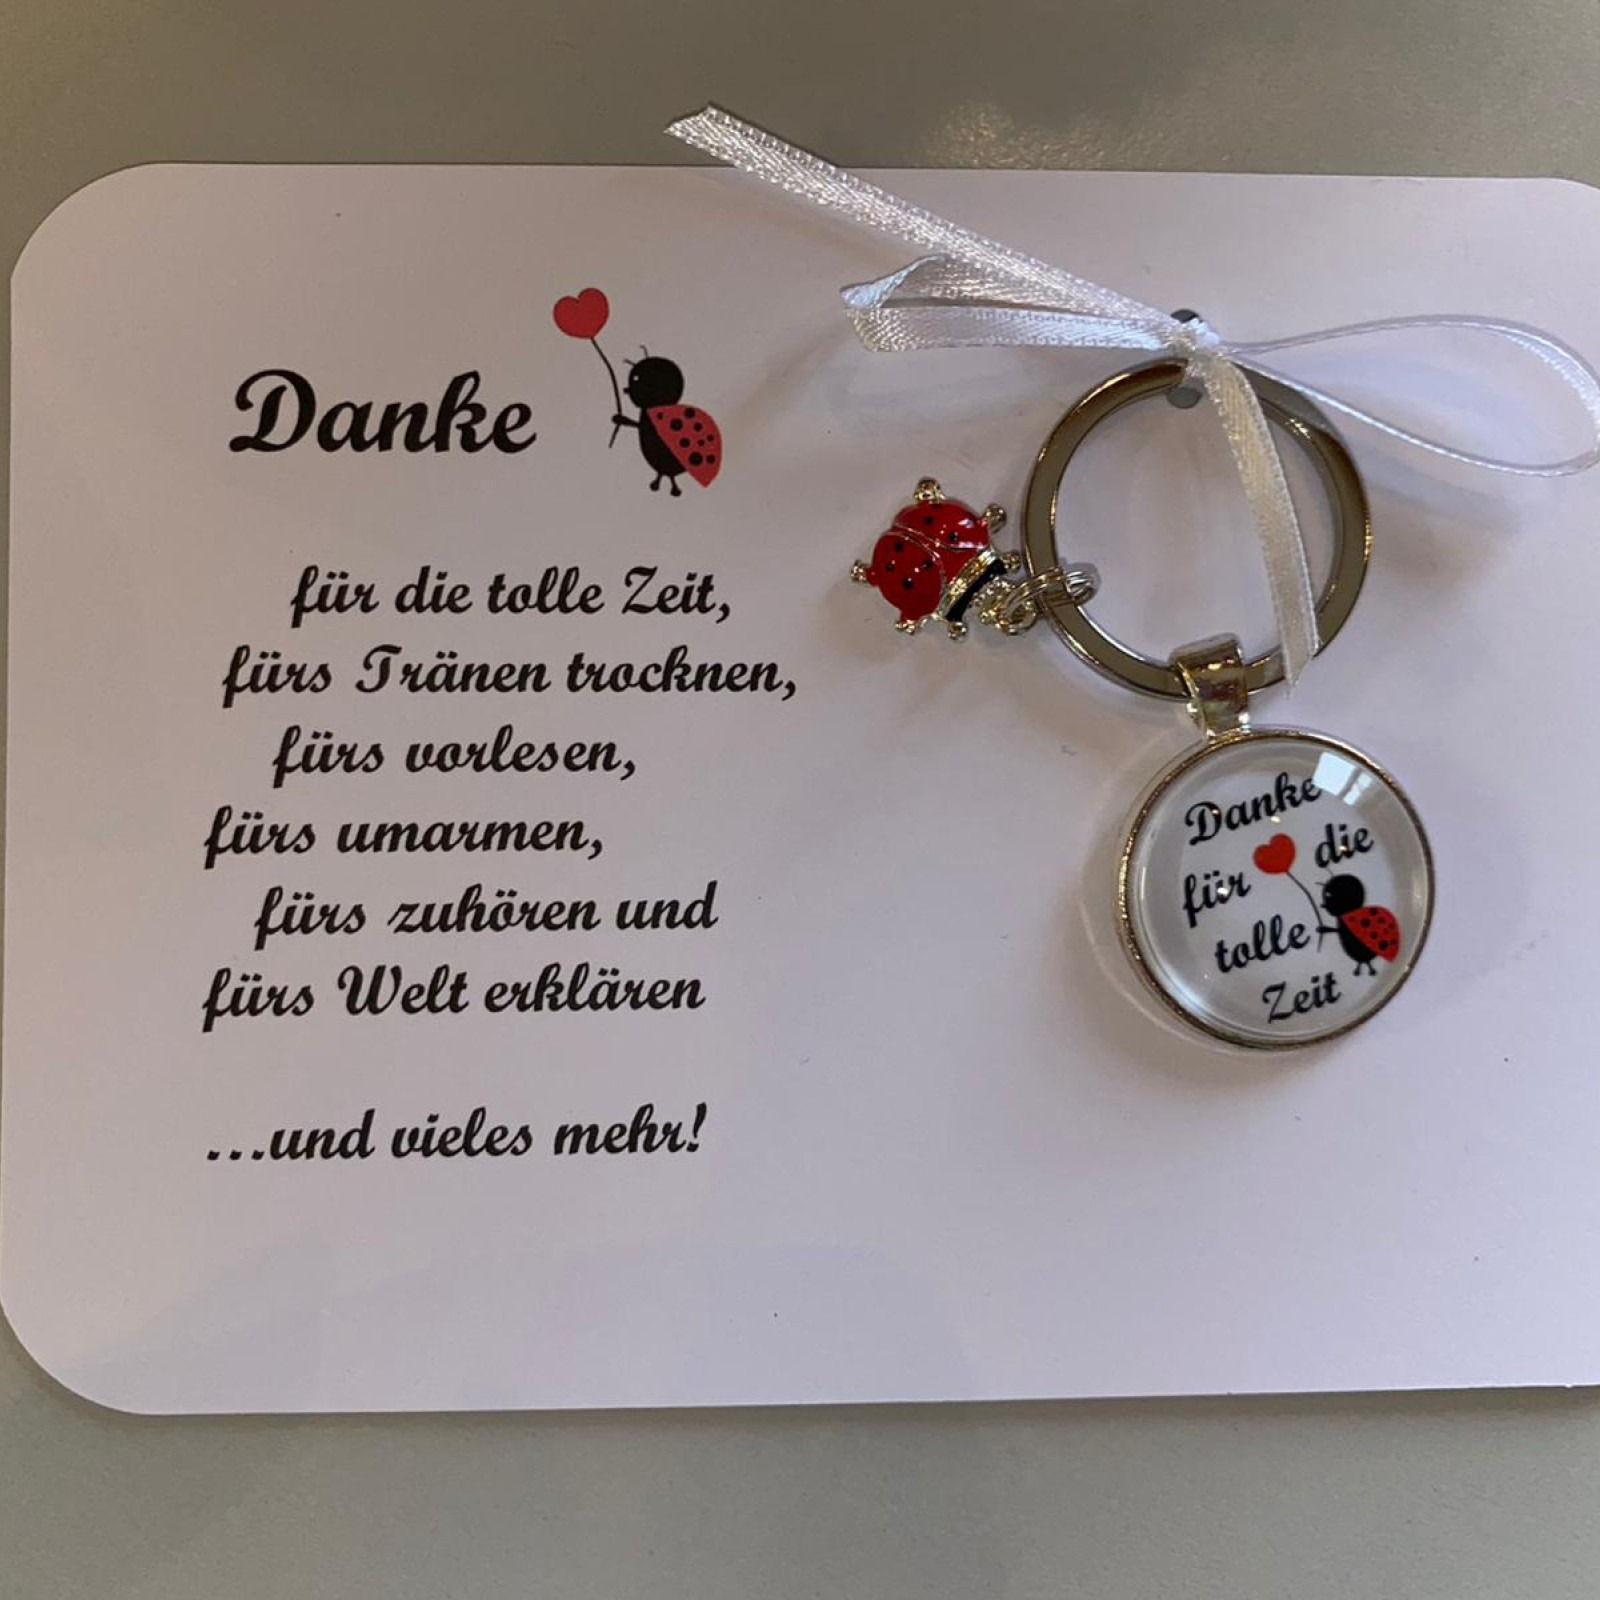 Danke
für die tolle Zeit,
fürs Tränen trocknen,
fürs vorlesen,
fürs umarmen,
fürs zuhören und
fürs Welt erklären
...und vieles mehr!
Danke
für die
tolle
Zeit